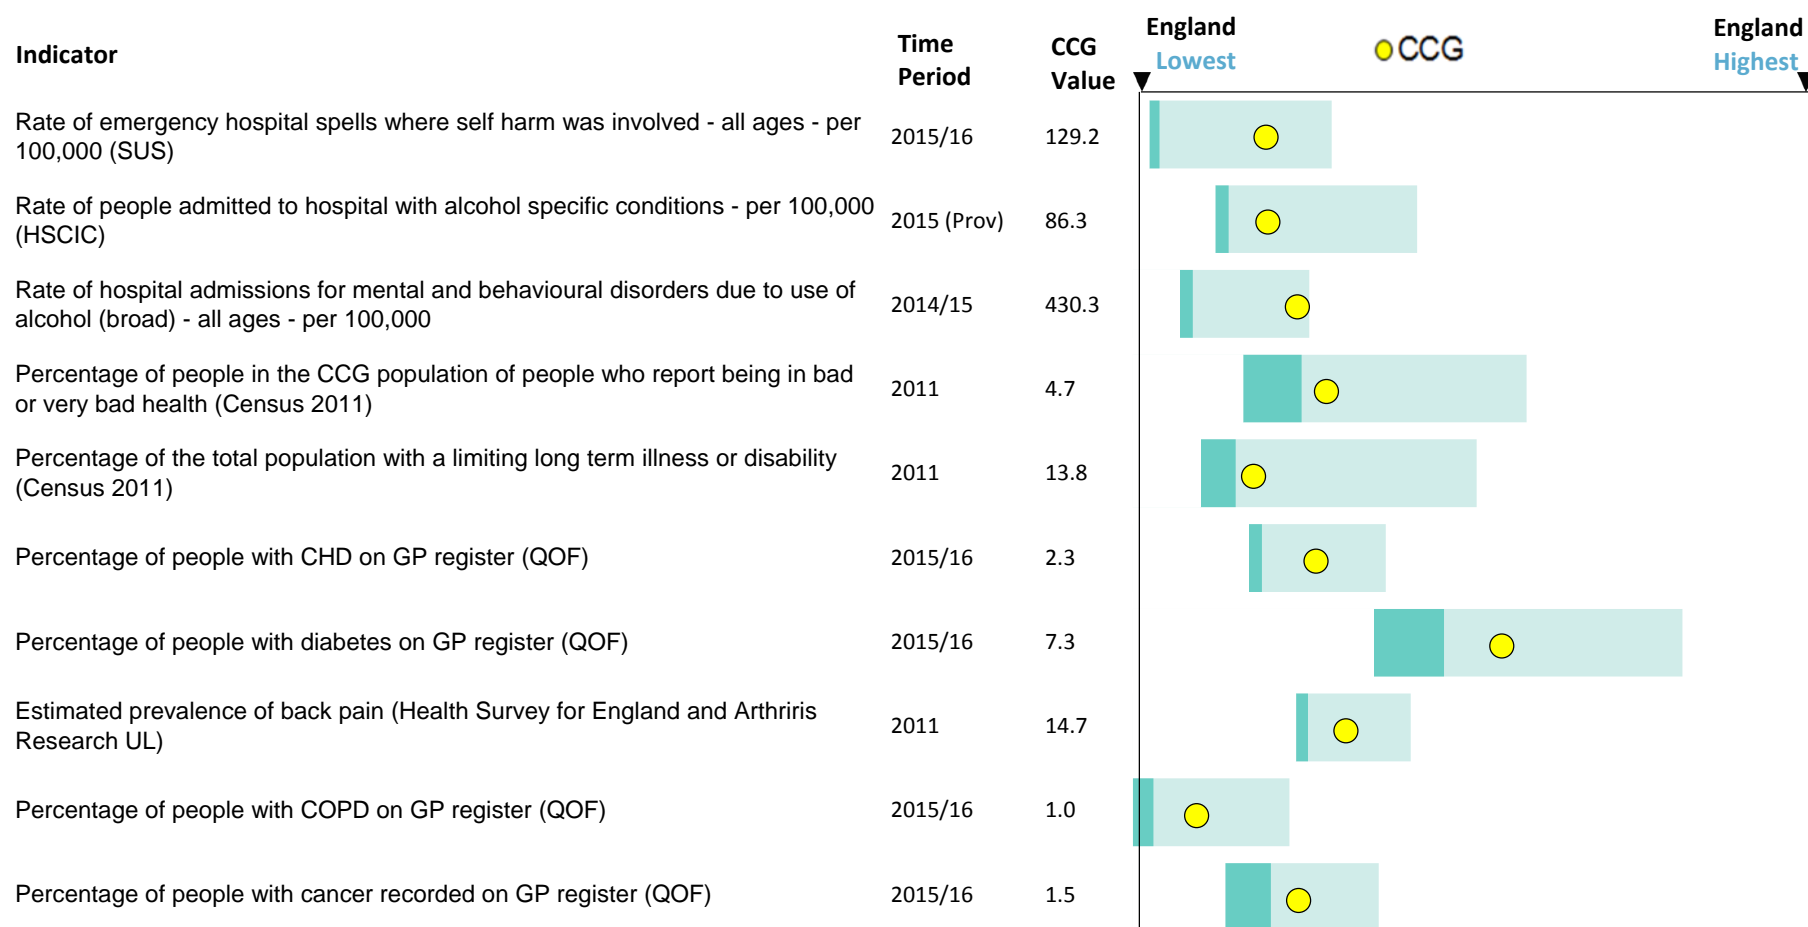 Indicator
Time
Period
CCG
Value
England
Lowest
CCG
England
Highest
Rate of emergency hospital spells where self harm was involved - all ages - per
100,000 (SUS)
2015/16
129.2
Rate of people admitted to hospital with alcohol specific conditions - per 100,000
(HSCIC)
2015 (Prov)
86.3
Rate of hospital admissions for mental and behavioural disorders due to use of
alcohol (broad) - all ages - per 100,000
2014/15
430.3
Percentage of people in the CCG population of people who report being in bad
or very bad health (Census 2011)
2011
4.7
Percentage of the total population with a limiting long term illness or disability
(Census 2011)
2011
13.8
Percentage of people with CHD on GP register (QOF)
2015/16
2.3
Percentage of people with diabetes on GP register (QOF)
2015/16
7.3
Estimated prevalence of back pain (Health Survey for England and Arthriris
Research UL)
2011
14.7
Percentage of people with COPD on GP register (QOF)
2015/16
1.0
Percentage of people with cancer recorded on GP register (QOF)
2015/16
1.5